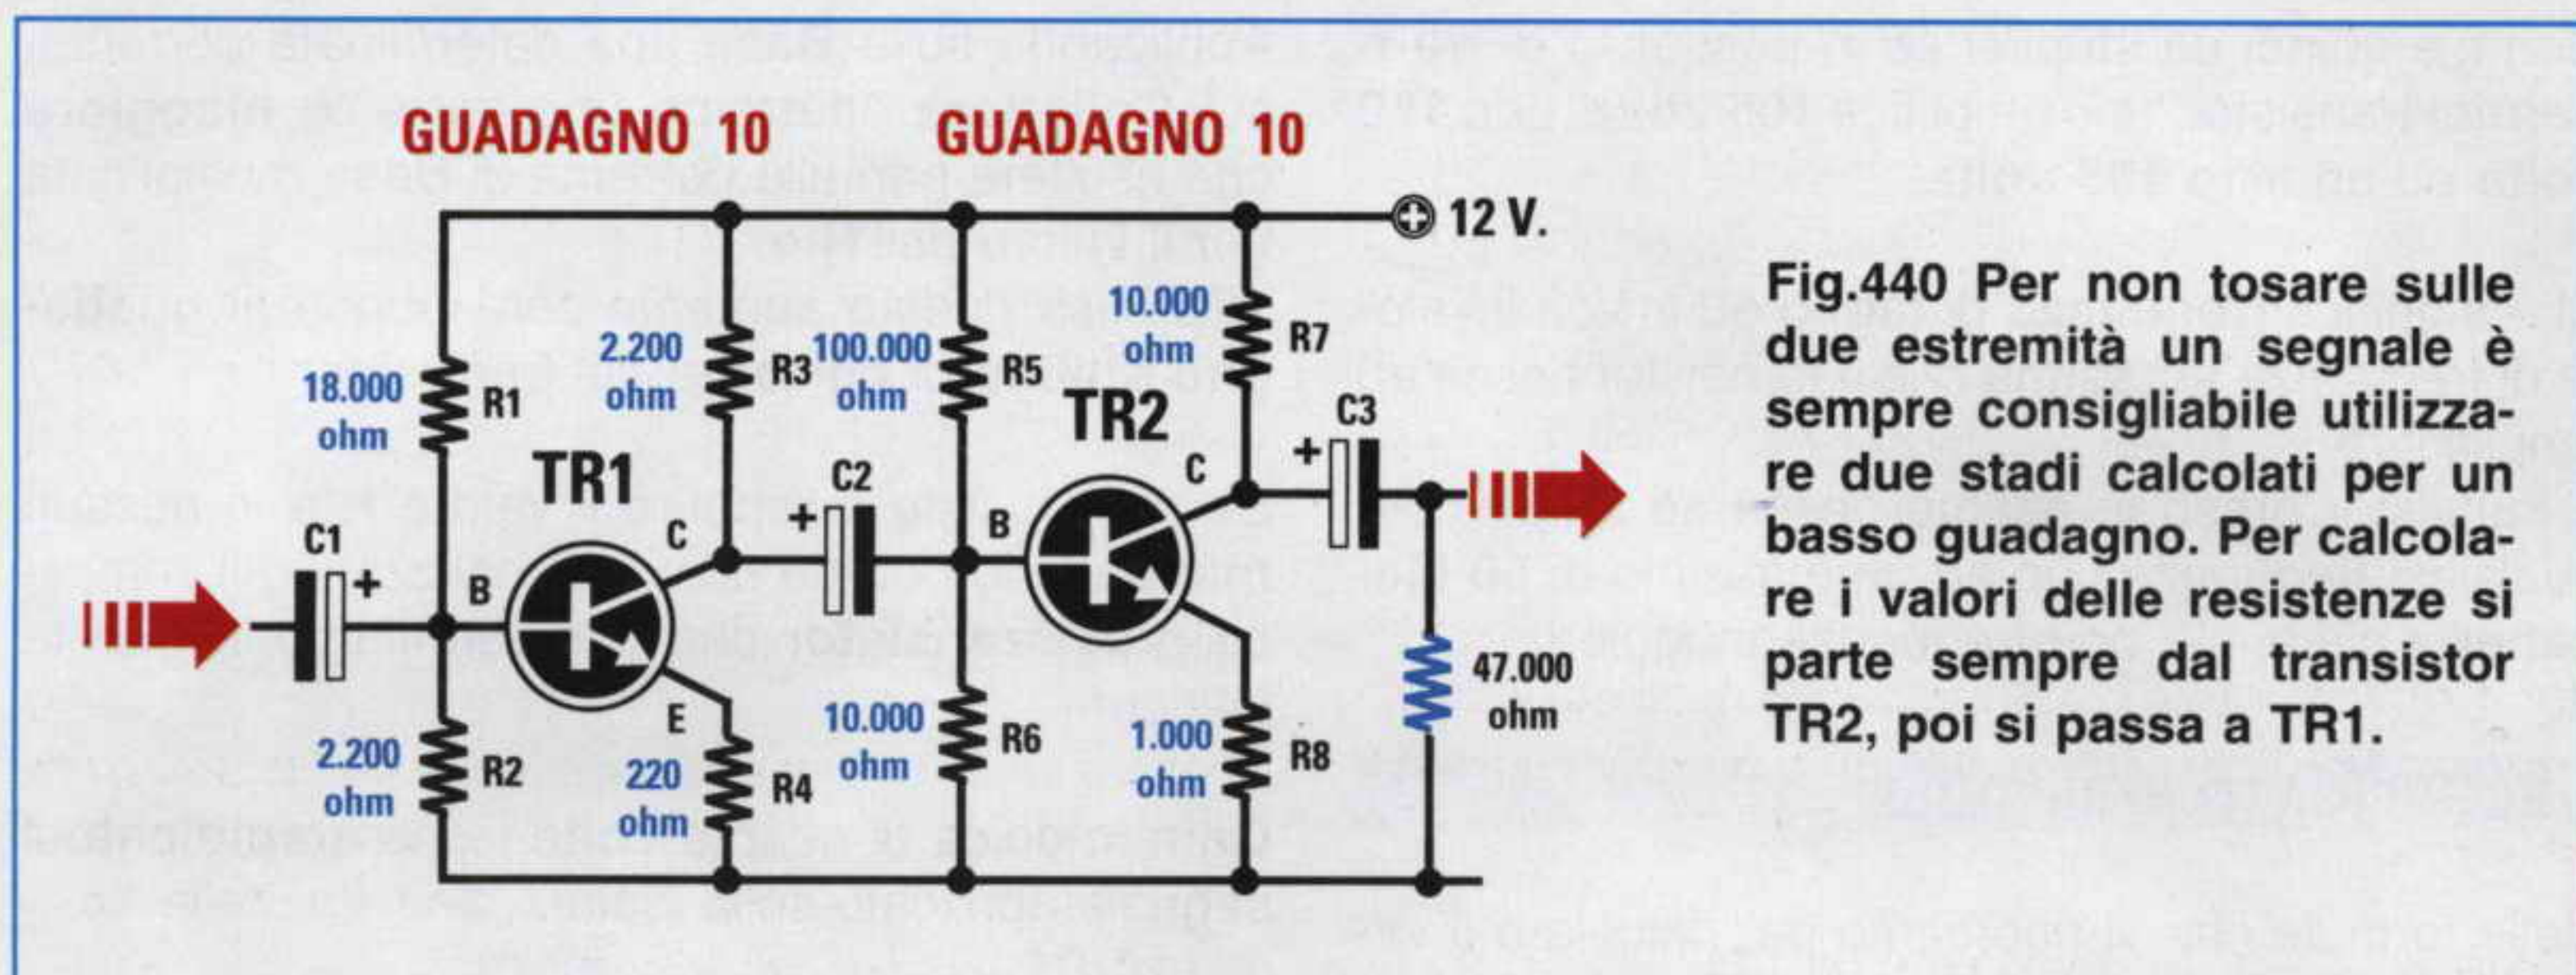 GUADAGNO 10
GUADAGNO 10
12 V.
10.000
ohm
R7
2.200
ohm
R3
100.000
ohm
R5
18.000
ohm
R1
TR1
TR2
C3
+
C
C2
+
C
B
C1
+
B
E
2.200
ohm
R2
220
ohm
R4
10.000
ohm
R6
1.000
ohm
R8
47.000
ohm
Fig.440 Per non tosare sulle
due estremità un segnale è
sempre consigliabile utilizza-
re due stadi calcolati per un
basso guadagno. Per calcola-
re i valori delle resistenze si
parte sempre dal transistor
TR2, poi si passa a TR1.